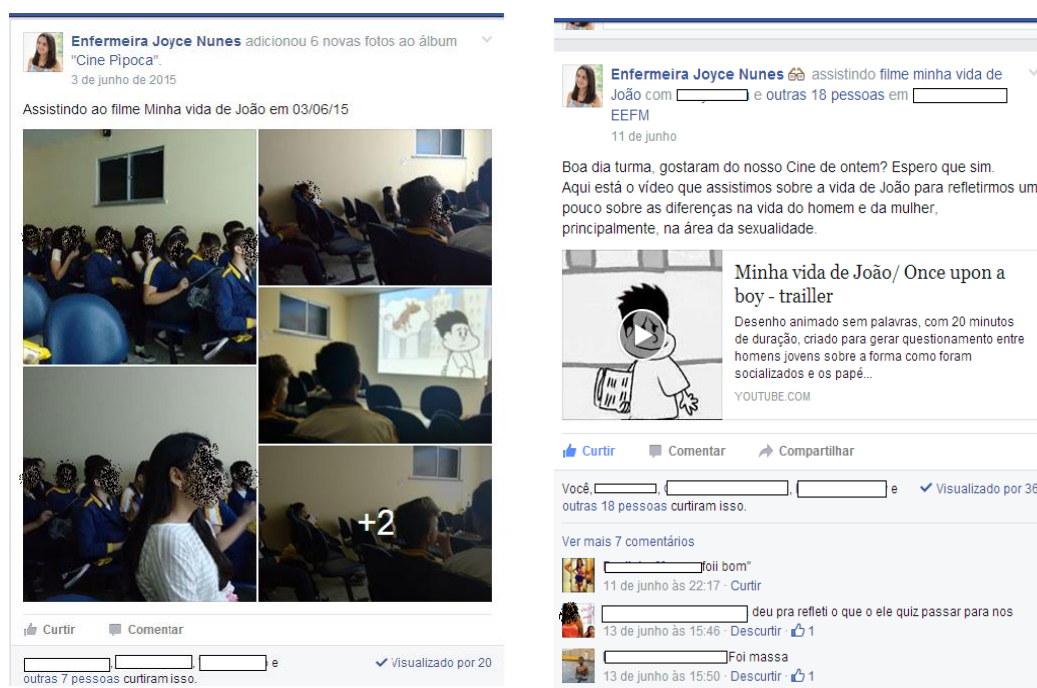 Enfermeira Joyce Nunes adicionou 6 novas fotos ao álbum
"Cine Pipoca".
3 de junho de 2015
Assistindo ao filme Minha vida de João em 03/06/15
+2
Curtir Comentar
, , e
outras 7 pessoas curtiram isso.
Visualizado por 20
Enfermeira Joyce Nunes assistindo filme minha vida de
João com e outras 18 pessoas em
EEFM
11 de junho
Boa dia turma, gostaram do nosso Cine de ontem? Espero que sim.
Aqui está o vídeo que assistimos sobre a vida de João para refletirmos um
pouco sobre as diferenças na vida do homem e da mulher,
principalmente, na área da sexualidade.
Minha vida de João/ Once upon a
boy - trailler
Desenho animado sem palavras, com 20 minutos
de duração, criado para gerar questionamento entre
homens jovens sobre a forma como foram
socializados e os papé...
YOUTUBE.COM
Curtir Comentar Compartilhar
Você, , , e
outras 18 pessoas curtiram isso.
Visualizado por 36
Ver mais 7 comentários
foii bom"
11 de junho às 22:17 · Curtir
deu pra refleti o que o ele quiz passar para nos
13 de junho às 15:46 · Descurtir · 1
Foi massa
13 de junho às 15:50 · Descurtir · 1